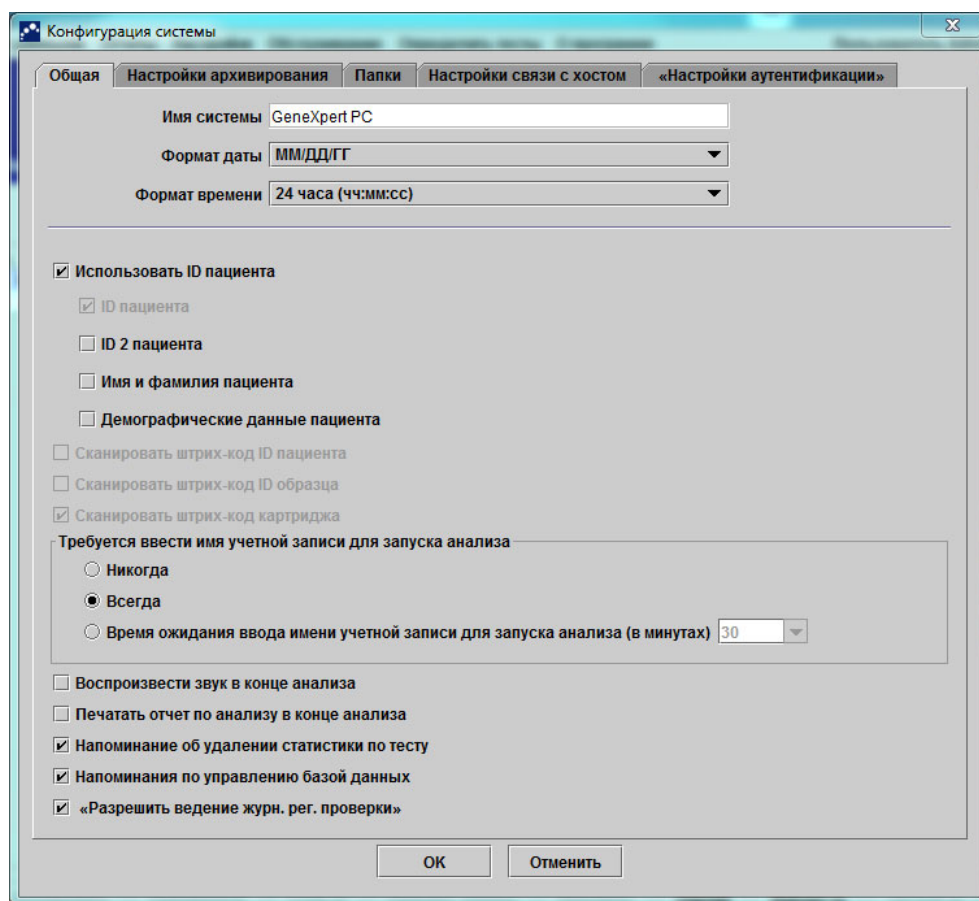 Конфигурация системы
Общая Настройки архивирования Папки Настройки связи с хостом «Настройки аутентификации»
Имя системы GeneXpert PC
Формат даты ММ/ДД/ГГ
Формат времени 24 часа (чч:мм:сс)
Использовать ID пациента
ID пациента
ID 2 пациента
Имя и фамилия пациента
Демографические данные пациента
Сканировать штрих-код ID пациента
Сканировать штрих-код ID образца
Сканировать штрих-код картриджа
Требуется ввести имя учетной записи для запуска анализа
Никогда
Всегда
Время ожидания ввода имени учетной записи для запуска анализа (в минутах) 30
Воспроизвести звук в конце анализа
Печатать отчет по анализу в конце анализа
Напоминание об удалении статистики по тесту
Напоминания по управлению базой данных
«Разрешить ведение журн. рег. проверки»
OK Отменить